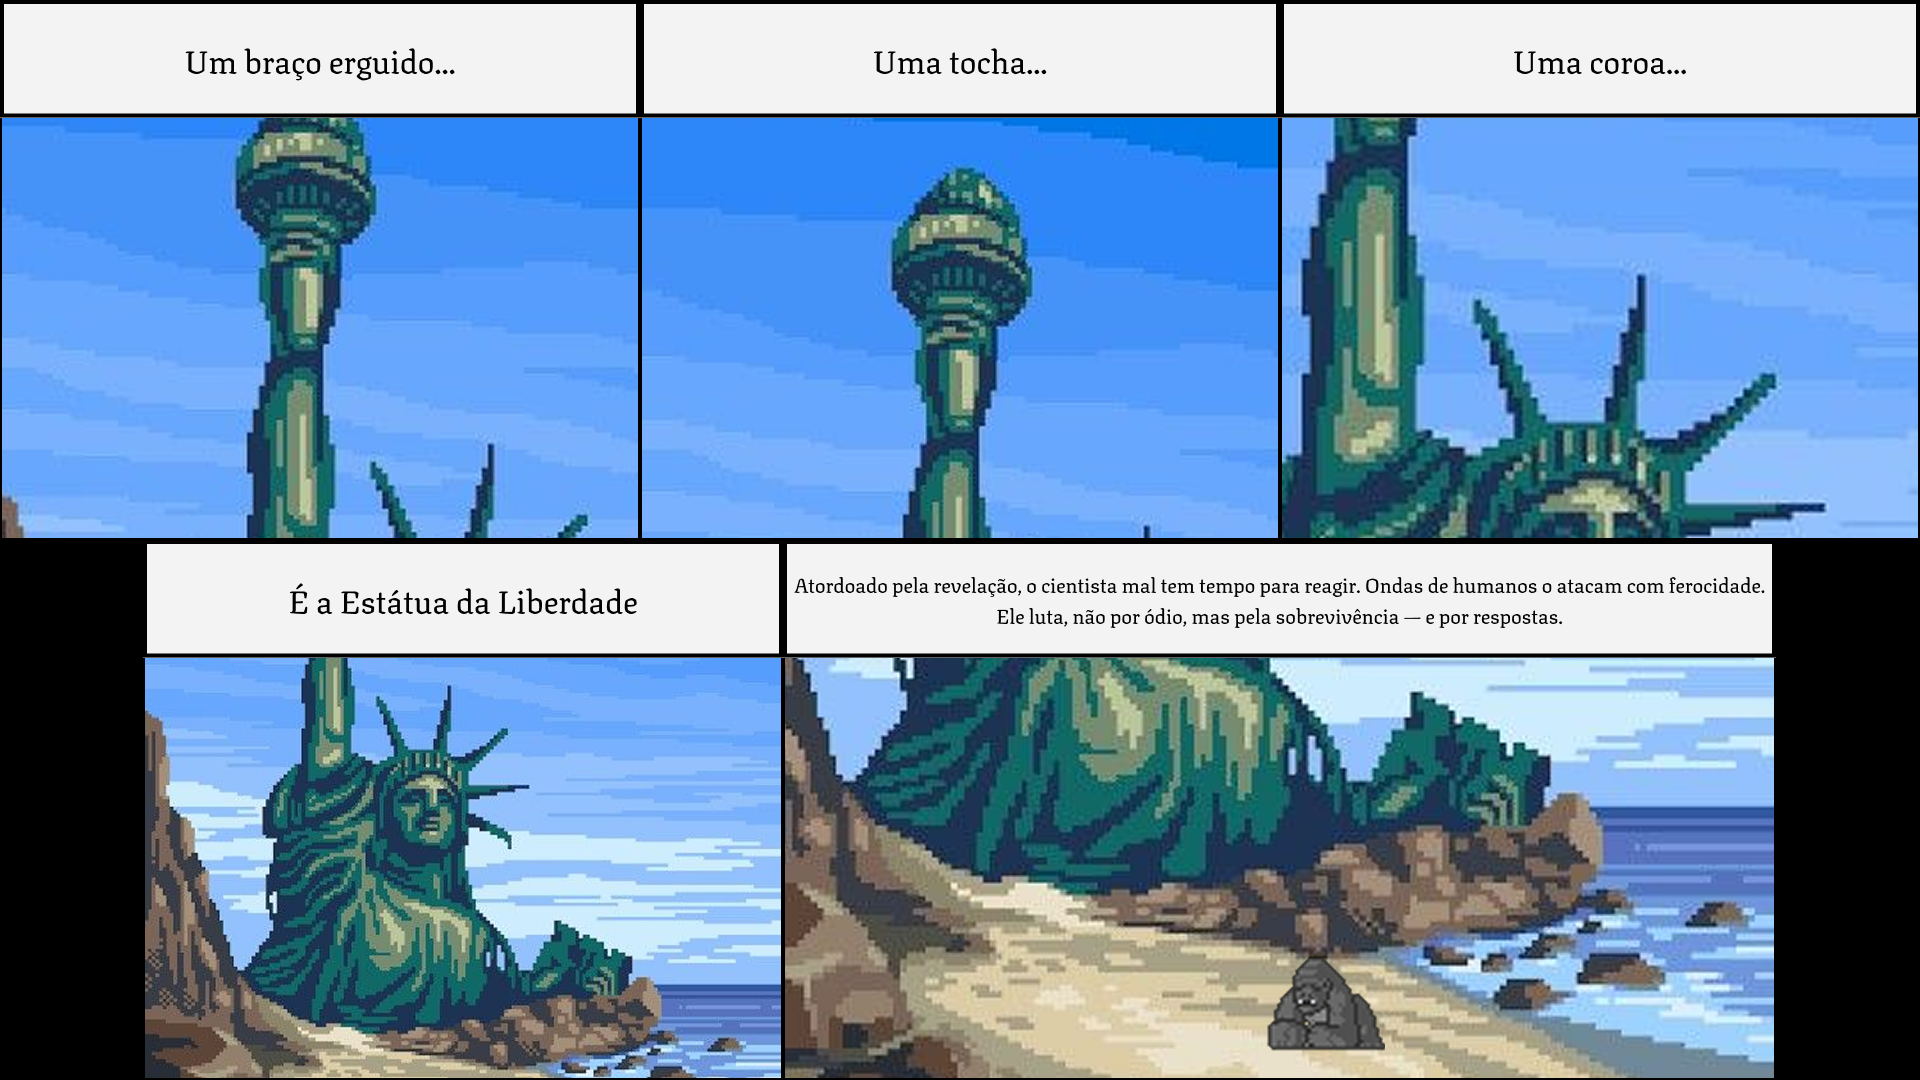 Um braço erguido...
Uma tocha...
Uma coroa...
É a Estátua da Liberdade
Atordoado pela revelação, o cientista mal tem tempo para reagir. Ondas de humanos o atacam com ferocidade.
Ele luta, não por ódio, mas pela sobrevivência — e por respostas.